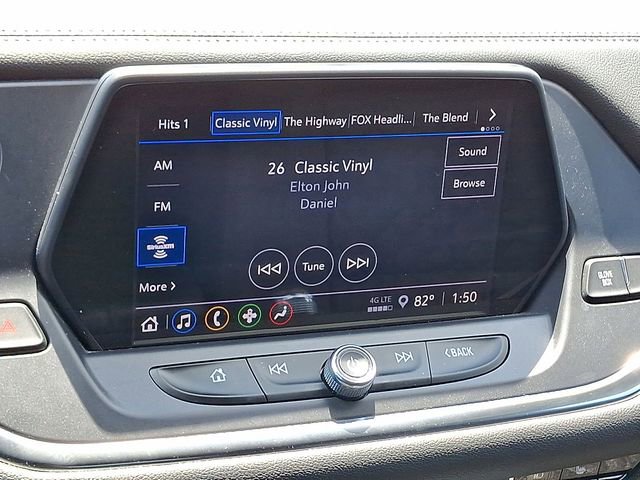 Hits 1 Classic Vinyl The Highway FOX Headli... The Blend
AM
FM
SiriusXM
More
26 Classic Vinyl
Elton John
Daniel
Sound
Browse
Tune
4G LTE 82° 1:50
BACK
GLOVE
BOX